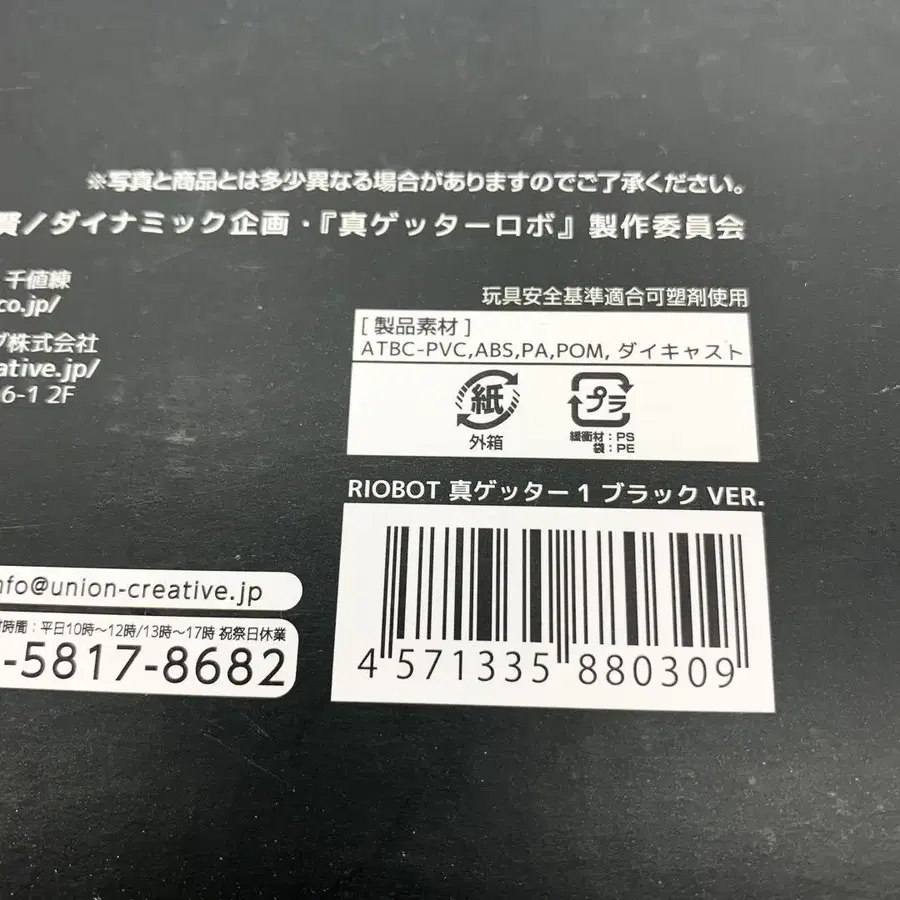 ※写真と商品とは多少異なる場合がありますのでご了承ください。
賢/ダイナミック企画・『真ゲッターロボ』製作委員会
千値練
co.jp/
株式会社
ative.jp/
6-1 2F
玩具安全基準適合可塑剤使用
[ 製品素材 ]
ATBC-PVC,ABS,PA,POM, ダイキャスト
紙
外箱
プラ
緩衝材：PS
袋：PE
RIOBOT 真ゲッター 1 ブラック VER.
4 571335 880309
nfo@union-creative.jp
時間：平日10時～12時/13時～17時 祝祭日休業
-5817-8682